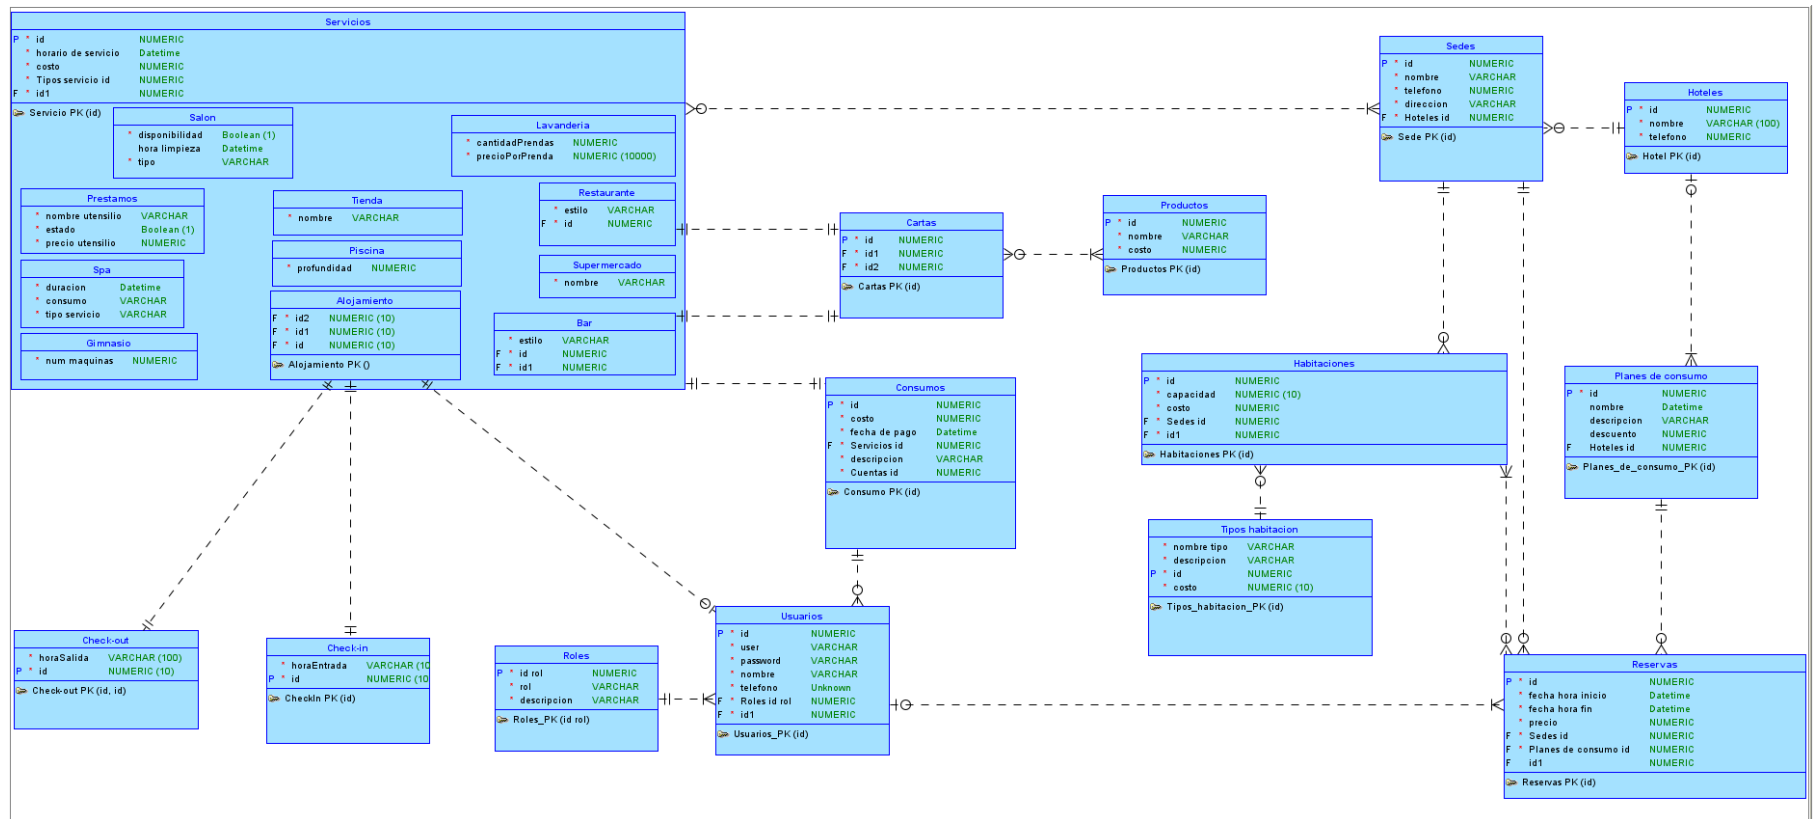 Servicios
P * id NUMERIC
* horario de servicio Datetime
* costo NUMERIC
* Tipos servicio id NUMERIC
F * id1 NUMERIC
Servicio PK (id)
Salon
* disponibilidad Boolean (1)
hora limpieza Datetime
* tipo VARCHAR
Lavanderia
* cantidadPrendas NUMERIC
* precioPorPrenda NUMERIC (10000)
Prestamos
* nombre utensilio VARCHAR
* estado Boolean (1)
* precio utensilio NUMERIC
Tienda
* nombre VARCHAR
Restaurante
* estilo VARCHAR
F * id NUMERIC
Piscina
* profundidad NUMERIC
Spa
* duracion Datetime
* consumo VARCHAR
* tipo servicio VARCHAR
Supermercado
* nombre VARCHAR
Alojamiento
F * id2 NUMERIC (10)
F * id1 NUMERIC (10)
F * id NUMERIC (10)
Alojamiento PK ()
Gimnasio
* num maquinas NUMERIC
Bar
* estilo VARCHAR
F * id NUMERIC
F * id1 NUMERIC
Sedes
P * id NUMERIC
* nombre VARCHAR
* telefono NUMERIC
* direccion VARCHAR
F * Hoteles id NUMERIC
Sede PK (id)
Hoteles
P * id NUMERIC
* nombre VARCHAR (100)
* telefono NUMERIC
Hotel PK (id)
Cartas
P * id NUMERIC
F * id1 NUMERIC
F * id2 NUMERIC
Cartas PK (id)
Productos
P * id NUMERIC
* nombre VARCHAR
* costo NUMERIC
Productos PK (id)
Consumos
P * id NUMERIC
* costo NUMERIC
* fecha de pago Datetime
F * Servicios id NUMERIC
* descripcion VARCHAR
* Cuentas id NUMERIC
Consumo PK (id)
Habitaciones
P * id NUMERIC
* capacidad NUMERIC (10)
* costo NUMERIC
F * Sedes id NUMERIC
F * id1 NUMERIC
Habitaciones PK (id)
Planes de consumo
P * id NUMERIC
nombre Datetime
descripcion VARCHAR
descuento NUMERIC
F Hoteles id NUMERIC
Planes_de_consumo_PK (id)
Tipos habitacion
* nombre tipo VARCHAR
* descripcion VARCHAR
P * id NUMERIC
* costo NUMERIC (10)
Tipos_habitacion_PK (id)
Check-out
* horaSalida VARCHAR (100)
P * id NUMERIC (10)
Check-out PK (id, id)
Check-in
* horaEntrada VARCHAR (10
P * id NUMERIC (10
CheckIn PK (id)
Roles
P * id rol NUMERIC
* rol VARCHAR
* descripcion VARCHAR
Roles_PK (id rol)
Usuarios
P * id NUMERIC
* user VARCHAR
* password VARCHAR
* nombre VARCHAR
* telefono Unknown
F * Roles id rol NUMERIC
F * id1 NUMERIC
Usuarios_PK (id)
Reservas
P * id NUMERIC
* fecha hora inicio Datetime
* fecha hora fin Datetime
* precio NUMERIC
F * Sedes id NUMERIC
F * Planes de consumo id NUMERIC
F id1 NUMERIC
Reservas PK (id)